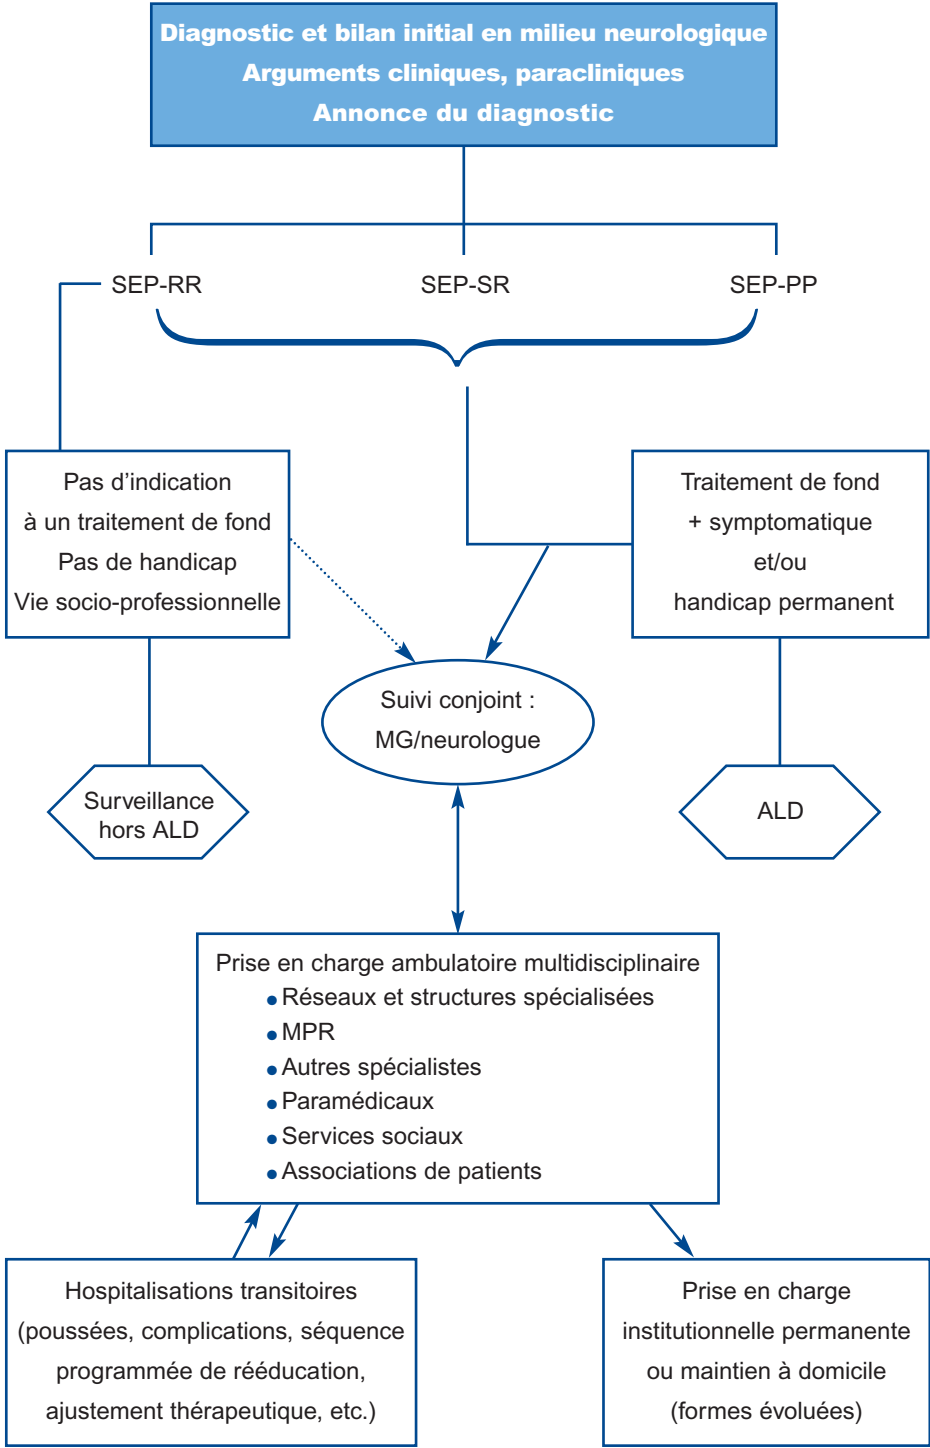 Diagnostic et bilan initial en milieu neurologique
Arguments cliniques, paracliniques
Annonce du diagnostic
SEP-RR
SEP-SR
SEP-PP
Pas d’indication
à un traitement de fond
Pas de handicap
Vie socio-professionnelle
Traitement de fond
+ symptomatique
et/ou
handicap permanent
Suivi conjoint :
MG/neurologue
Surveillance
hors ALD
ALD
Prise en charge ambulatoire multidisciplinaire
● Réseaux et structures spécialisées
● MPR
● Autres spécialistes
● Paramédicaux
● Services sociaux
● Associations de patients
Hospitalisations transitoires
(poussées, complications, séquence
programmée de rééducation,
ajustement thérapeutique, etc.)
Prise en charge
institutionnelle permanente
ou maintien à domicile
(formes évoluées)